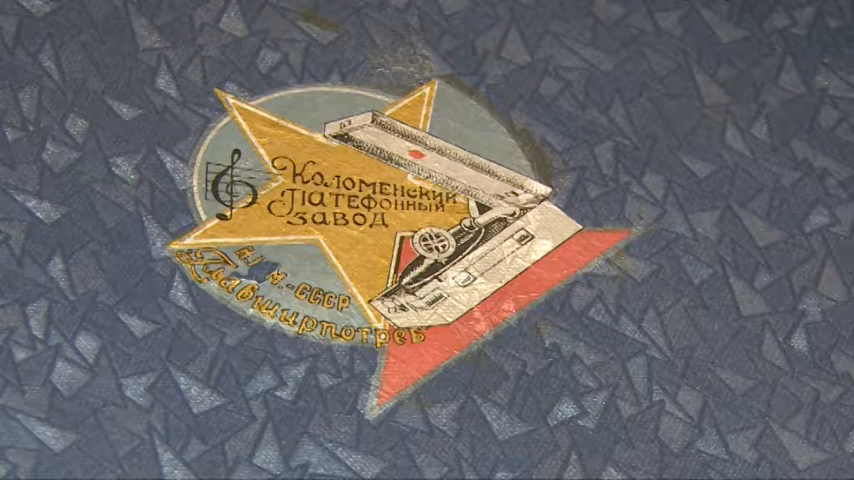 Коломенский
Патефонный
завод
М.-СССР
Главширпотреб